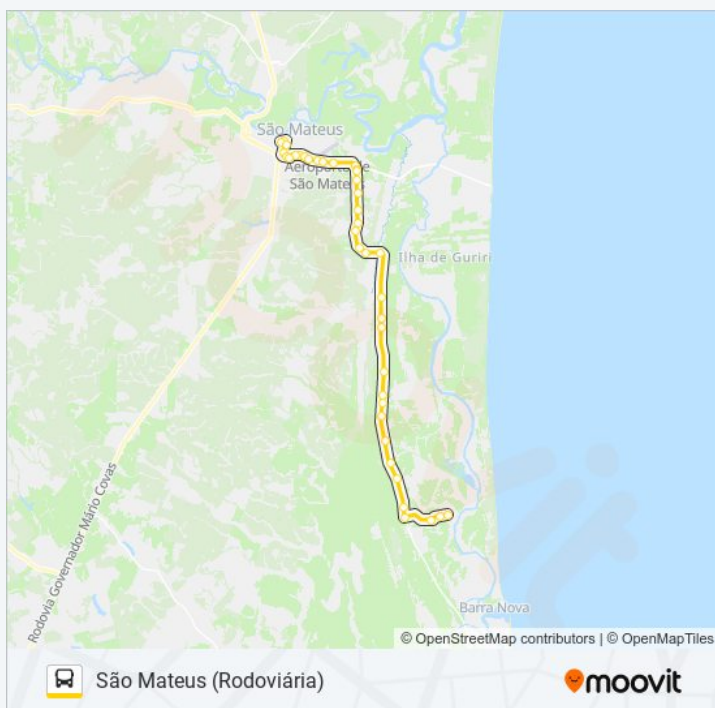 São Mateus
Aeroporto de
São Mateus
Ilha de Guriri
Rodovia Governador Mário Covas
Barra Nova
© OpenStreetMap contributors | © OpenMapTiles
São Mateus (Rodoviária)
moovit